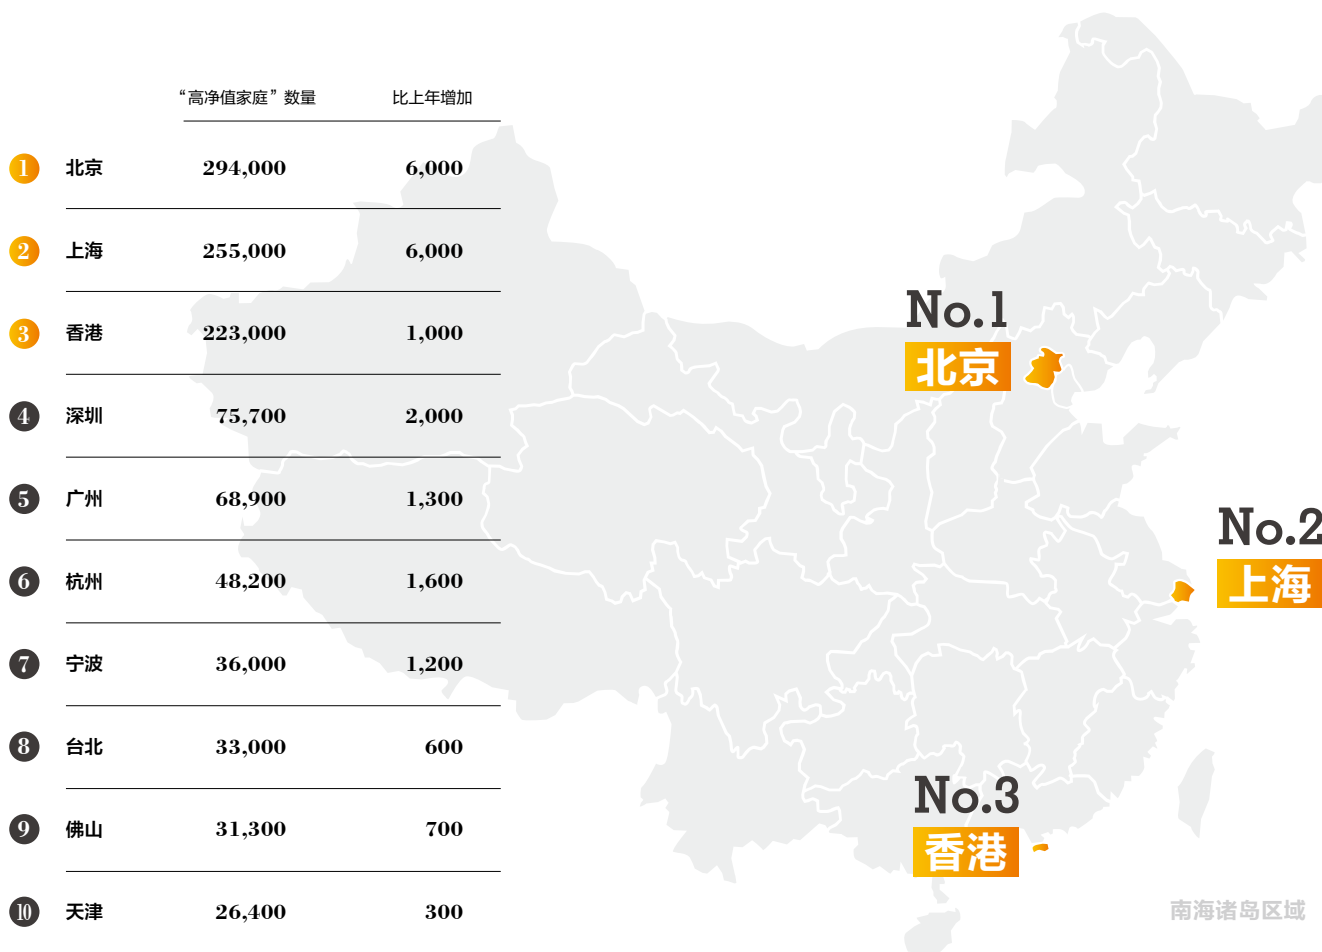 “高净值家庭”数量 比上年增加
1 北京 294,000 6,000
2 上海 255,000 6,000
3 香港 223,000 1,000
4 深圳 75,700 2,000
5 广州 68,900 1,300
6 杭州 48,200 1,600
7 宁波 36,000 1,200
8 台北 33,000 600
9 佛山 31,300 700
10 天津 26,400 300
No.1
北京
No.2
上海
No.3
香港
南海诸岛区域